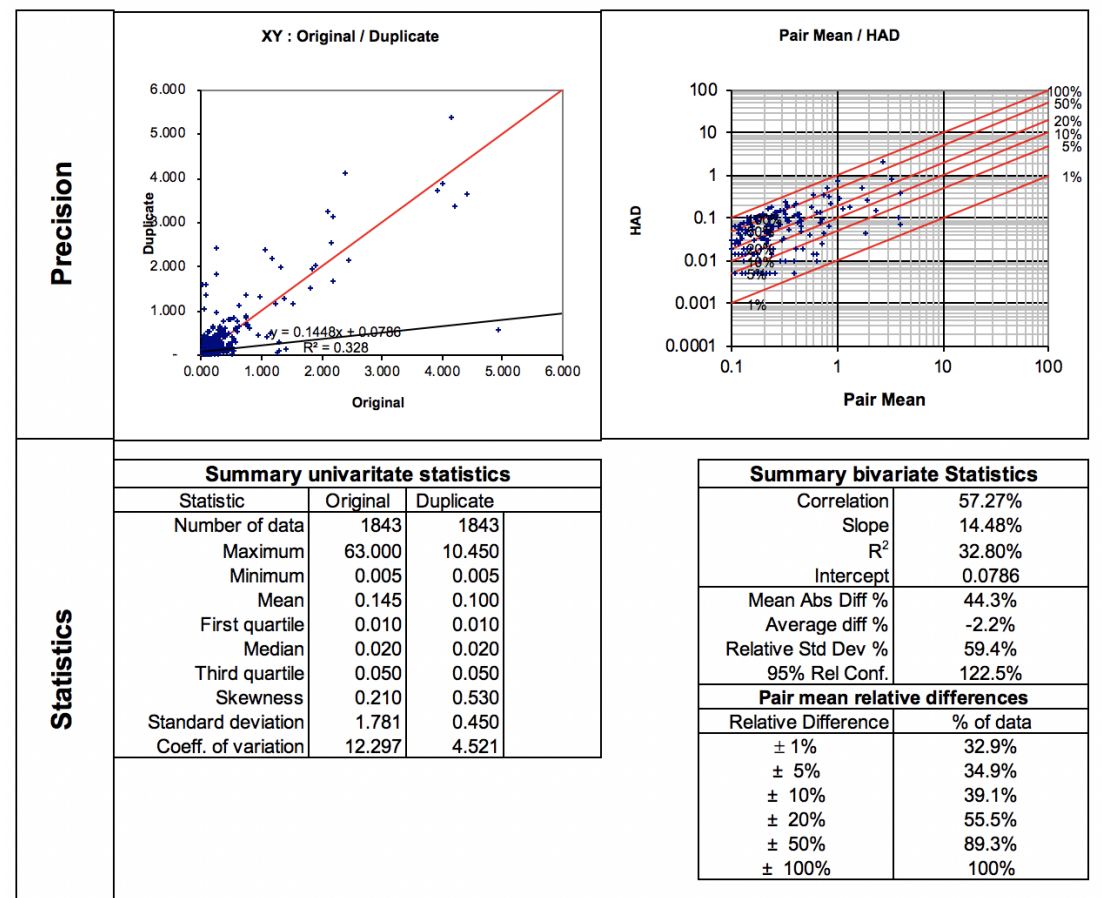 Precision
XY : Original / Duplicate
6.000
5.000
4.000
3.000
2.000
1.000
-
Duplicate
y = 0.1448x + 0.0786
R² = 0.328
0.000 1.000 2.000 3.000 4.000 5.000 6.000
Original
Pair Mean / HAD
100
10
1
0.1
0.01
0.001
0.0001
HAD
100%
50%
20%
10%
5%
1%
100%
50%
20%
10%
5%
1%
0.1 1 10 100
Pair Mean
Statistics
Summary univaritate statistics
Statistic Original Duplicate
Number of data 1843 1843
Maximum 63.000 10.450
Minimum 0.005 0.005
Mean 0.145 0.100
First quartile 0.010 0.010
Median 0.020 0.020
Third quartile 0.050 0.050
Skewness 0.210 0.530
Standard deviation 1.781 0.450
Coeff. of variation 12.297 4.521
Summary bivariate Statistics
Correlation 57.27%
Slope 14.48%
R² 32.80%
Intercept 0.0786
Mean Abs Diff % 44.3%
Average diff % -2.2%
Relative Std Dev % 59.4%
95% Rel Conf. 122.5%
Pair mean relative differences
Relative Difference % of data
± 1% 32.9%
± 5% 34.9%
± 10% 39.1%
± 20% 55.5%
± 50% 89.3%
± 100% 100%